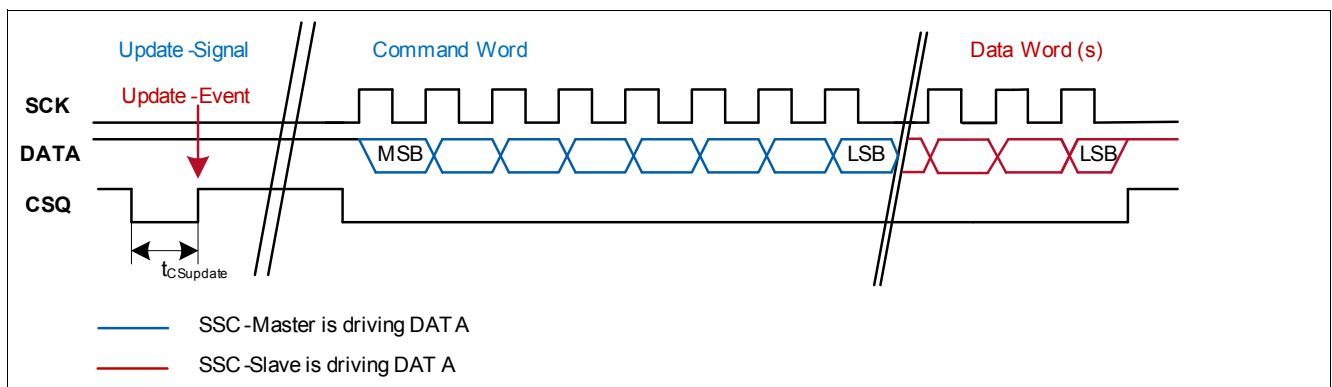 Update -Signal
Command Word
Data Word (s)
Update -Event
SCK
DATA
MSB
LSB
LSB
CSQ
tCSupdate
SSC -Master is driving DAT A
SSC -Slave is driving DAT A